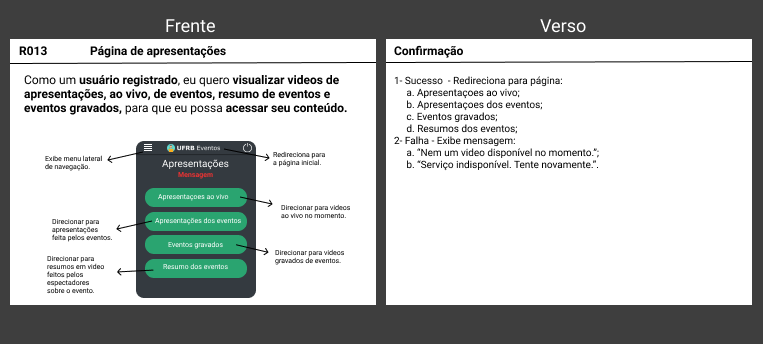 Frente
Verso
R013 Página de apresentações
Como um usuário registrado, eu quero visualizar videos de
apresentações, ao vivo, de eventos, resumo de eventos e
eventos gravados, para que eu possa acessar seu conteúdo.
Exibe menu lateral
de navegação.
UFRB Eventos
Redireciona para
a página inicial.
Apresentações
Mensagem
Apresentaçoes ao vivo
Direcionar para videos
ao vivo no momento.
Direcionar para
apresentações
feita pelos eventos.
Apresentações dos eventos
Eventos gravados
Direcionar para videos
gravados de eventos.
Direcionar para
resumos em video
feitos pelos
espectadores
sobre o evento.
Resumo dos eventos
Confirmação
1- Sucesso - Redireciona para página:
a. Apresentaçoes ao vivo;
b. Apresentaçoes dos eventos;
c. Eventos gravados;
d. Resumos dos eventos;
2- Falha - Exibe mensagem:
a. “Nem um video disponível no momento.”;
b. “Serviço indisponível. Tente novamente.”.